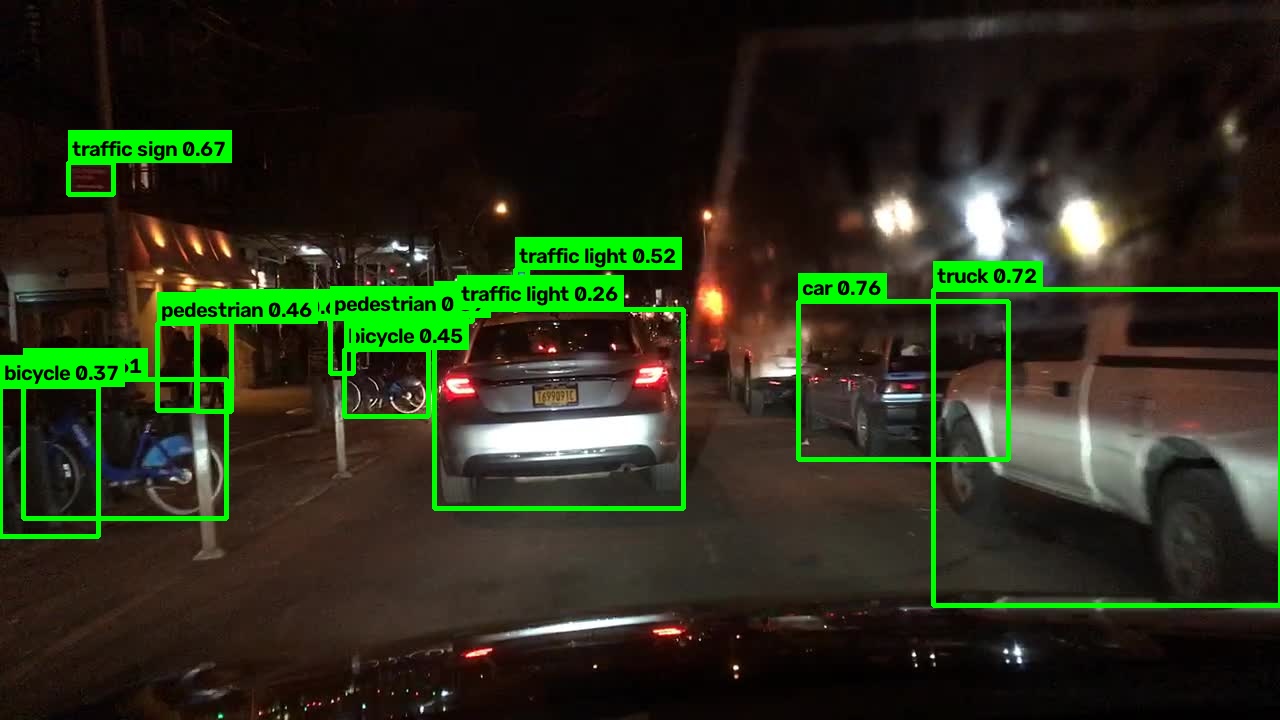 traffic sign 0.67
traffic light 0.52
truck 0.72
car 0.76
traffic light 0.26
pedestrian 0.46
pedestrian 0
bicycle 0.45
bicycle 0.37
T699091C